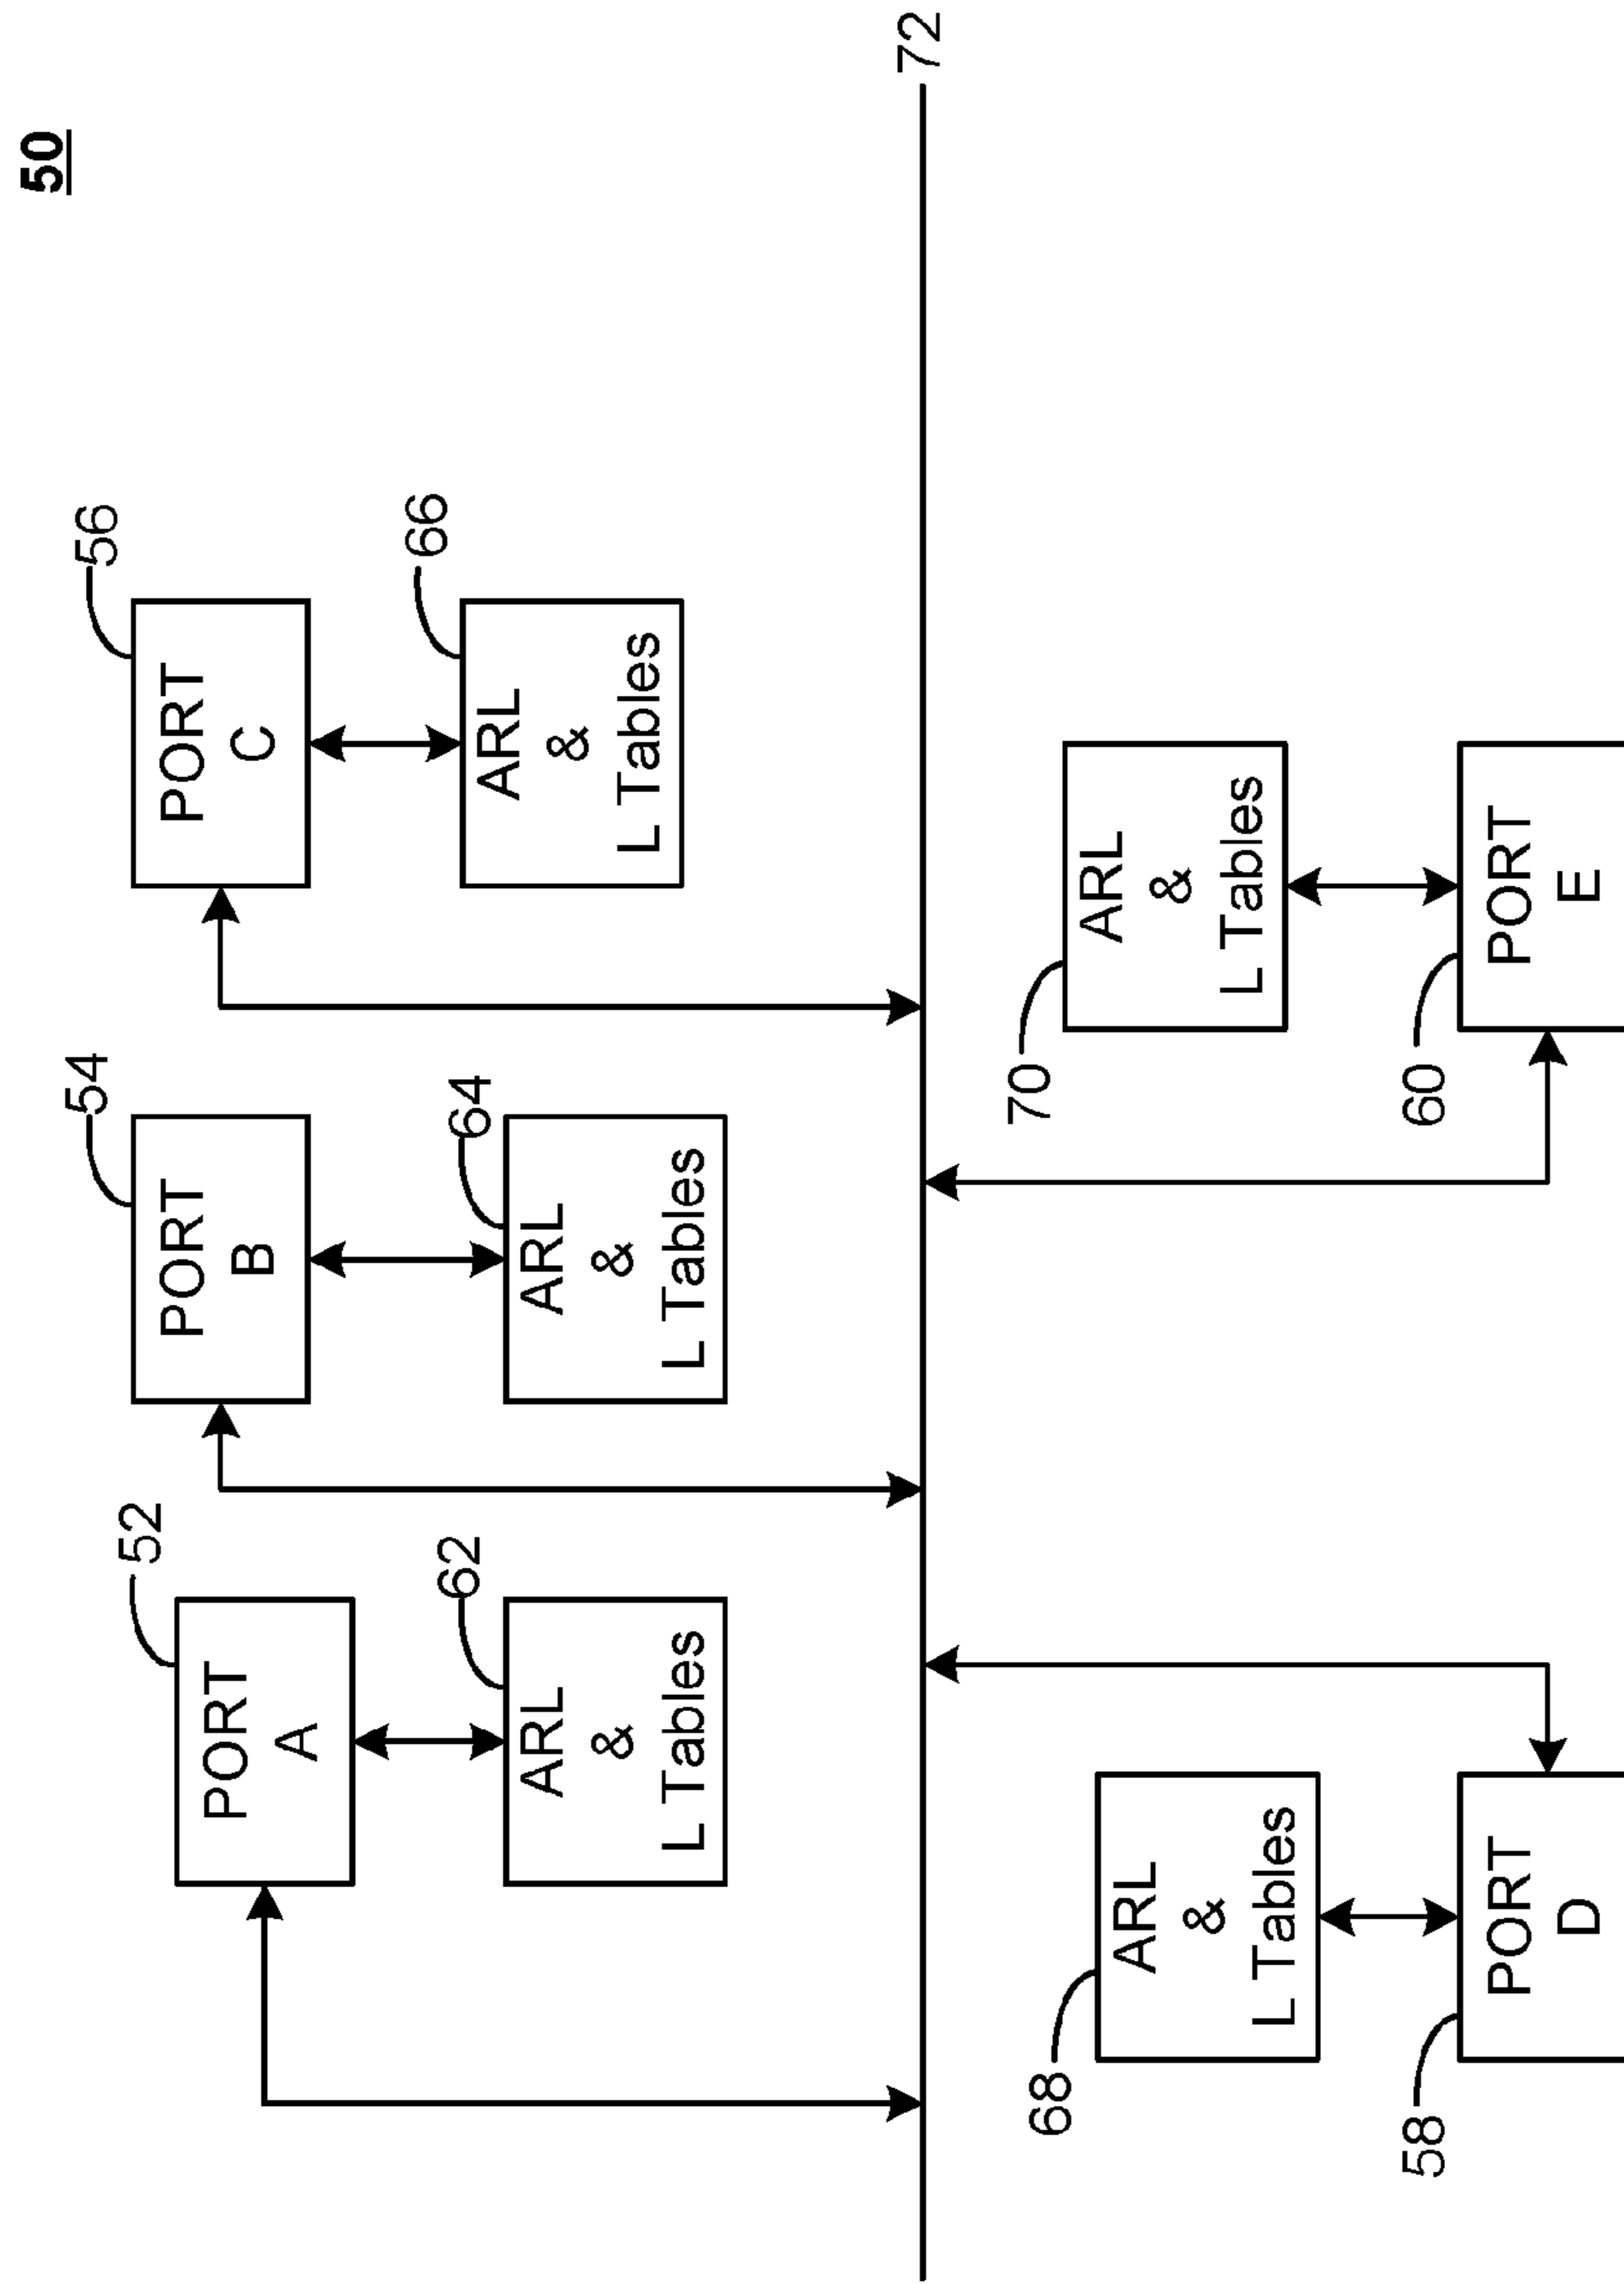 50
52
PORT
A
62
ARL
&
L Tables
54
PORT
B
64
ARL
&
L Tables
56
PORT
C
66
ARL
&
L Tables
72
68
ARL
&
L Tables
58
PORT
D
70
ARL
&
L Tables
60
PORT
E